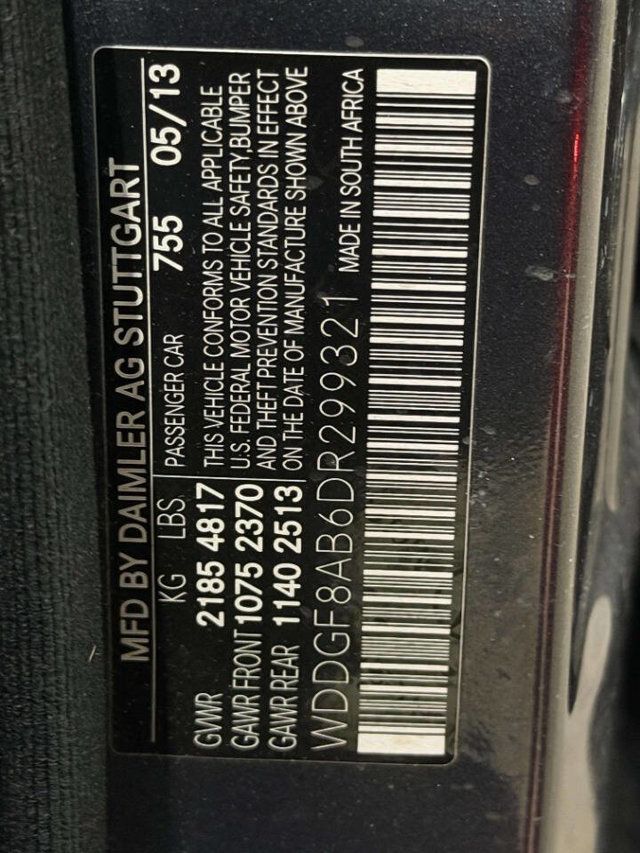 MFD BY DAIMLER AG STUTTGART
KG LBS PASSENGER CAR 755 05/13
GVWR 2185 4817 THIS VEHICLE CONFORMS TO ALL APPLICABLE
GAWR FRONT 1075 2370 U.S. FEDERAL MOTOR VEHICLE SAFETY, BUMPER
GAWR REAR 1140 2513 AND THEFT PREVENTION STANDARDS IN EFFECT
ON THE DATE OF MANUFACTURE SHOWN ABOVE
WDDGF8AB6DR299321 MADE IN SOUTH AFRICA